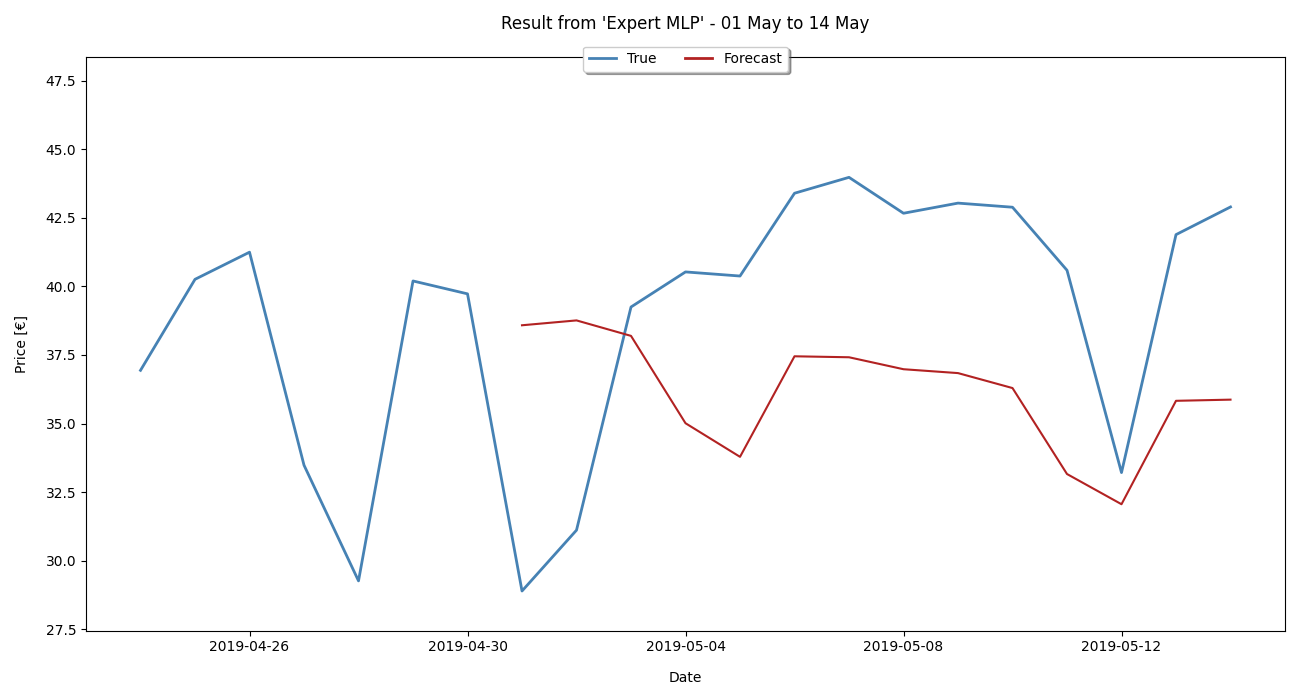 Result from 'Expert MLP' - 01 May to 14 May
True
Forecast
47.5
45.0
42.5
40.0
37.5
35.0
32.5
30.0
27.5
Price [€]
2019-04-26
2019-04-30
2019-05-04
2019-05-08
2019-05-12
Date